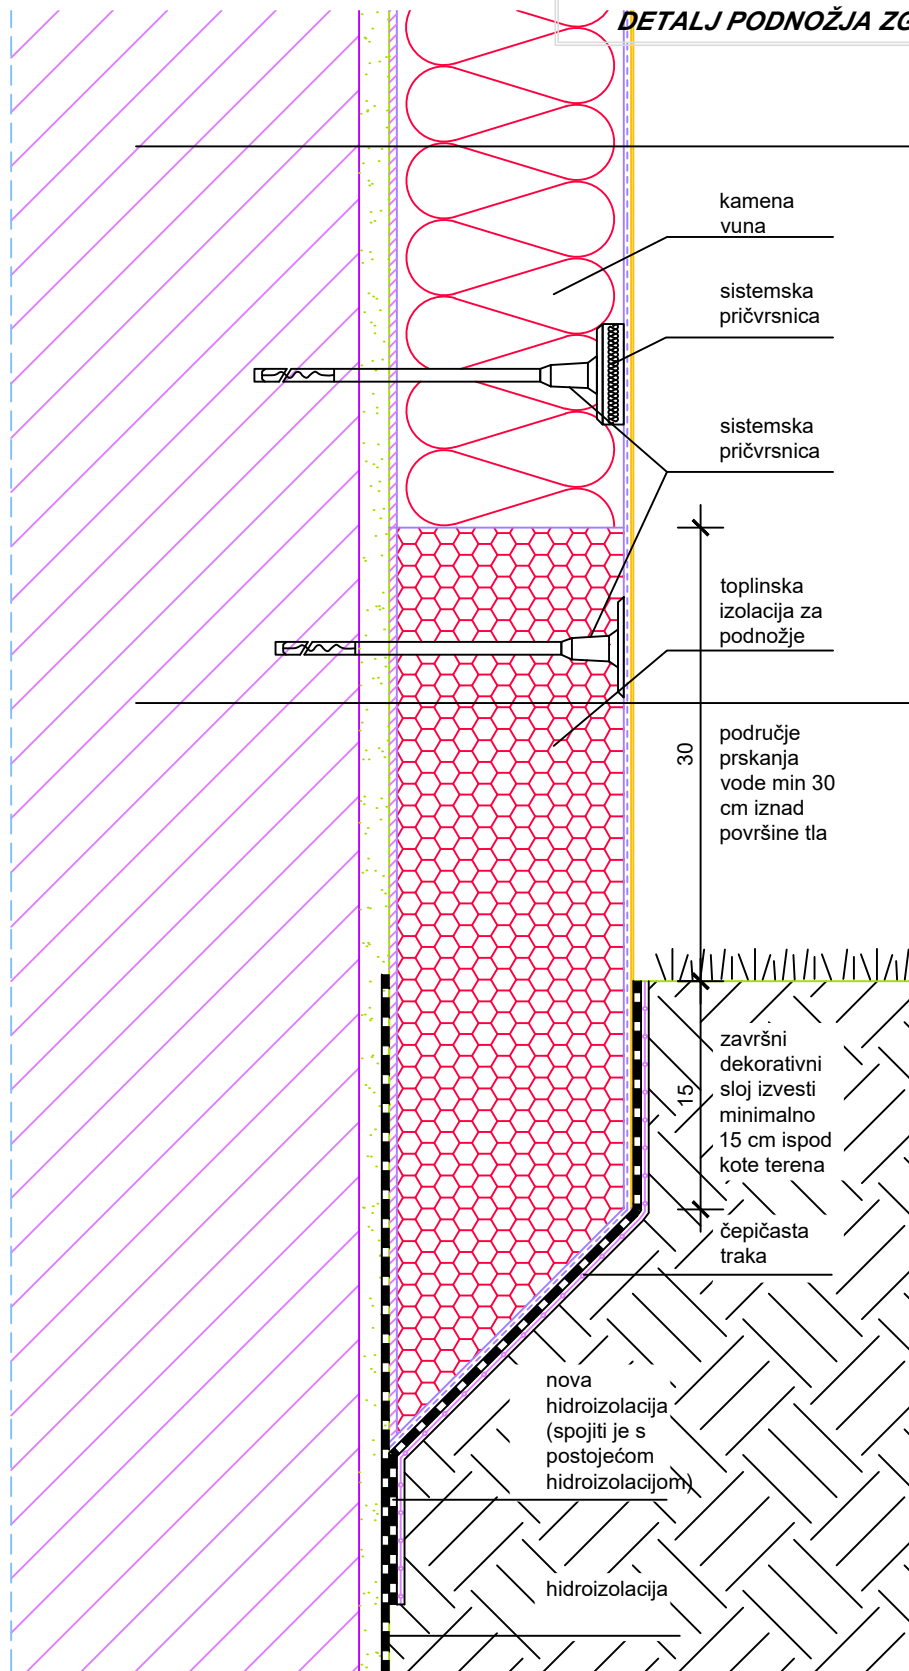 DETALJ PODNOŽJA ZG
kamena
vuna
sistemska
pričvrsnica
sistemska
pričvrsnica
toplinska
izolacija za
podnožje
30
područje
prskanja
vode min 30
cm iznad
površine tla
15
završni
dekorativni
sloj izvesti
minimalno
15 cm ispod
kote terena
čepičasta
traka
nova
hidroizolacija
(spojiti je s
postojećom
hidroizolacijom)
hidroizolacija